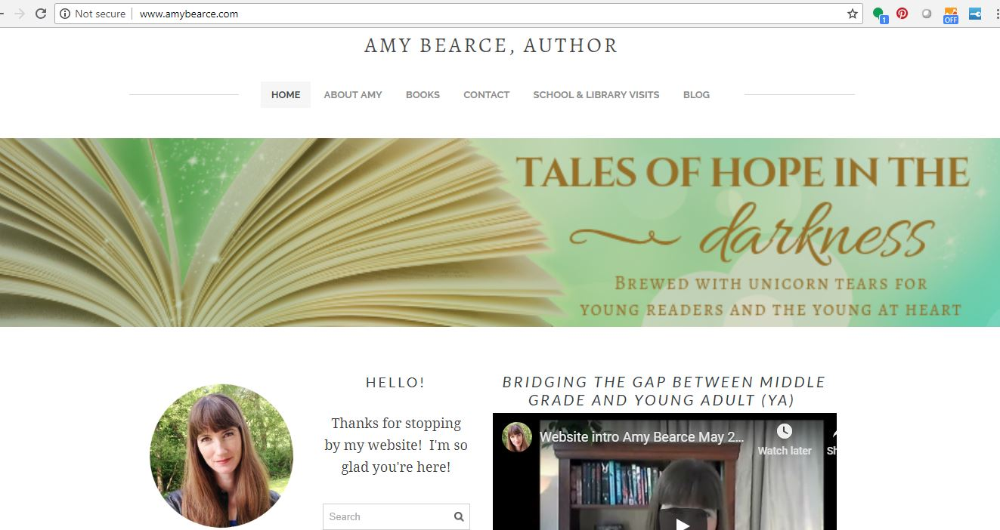 Not secure www.amybearce.com
1
OFF
AMY BEARCE, AUTHOR
HOME ABOUT AMY BOOKS CONTACT SCHOOL & LIBRARY VISITS BLOG
TALES OF HOPE IN THE
darkness
BREWED WITH UNICORN TEARS FOR
YOUNG READERS AND THE YOUNG AT HEART
HELLO!
Thanks for stopping
by my website! I'm so
glad you're here!
Search
BRIDGING THE GAP BETWEEN MIDDLE
GRADE AND YOUNG ADULT (YA)
Website intro Amy Bearce May 2...
Watch later